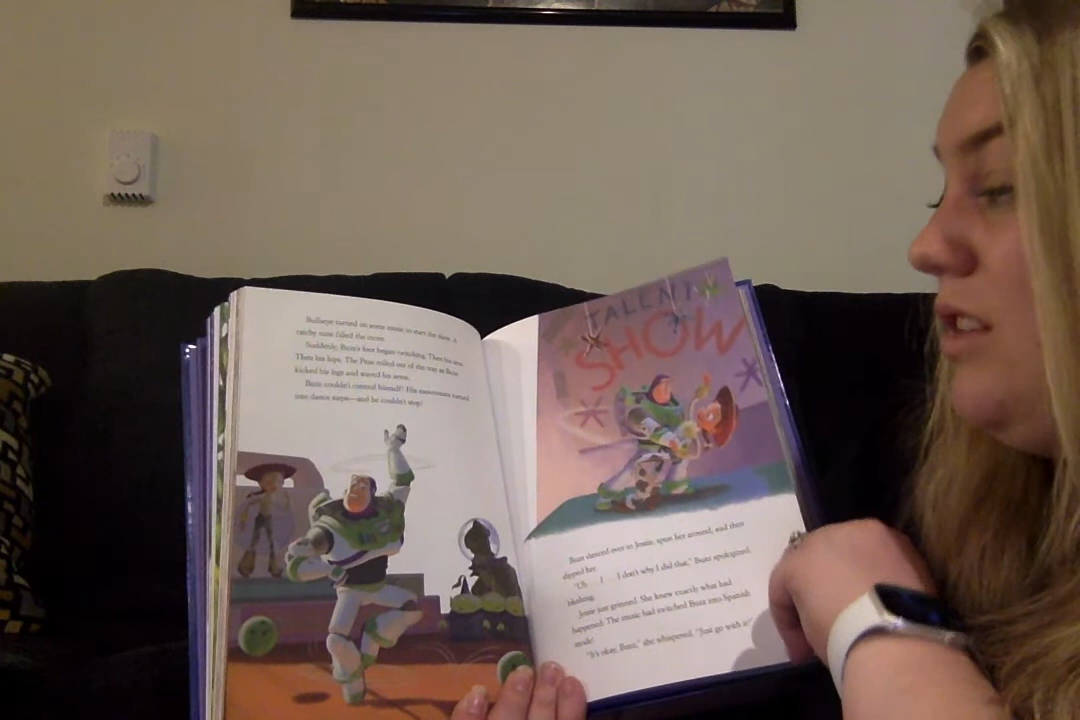 Bullseye turned on some music to start the show. A
catchy tune filled the room.
Suddenly, Buzz's foot began twitching. Then his arm.
Then his hips. The Peas rolled out of the way as Buzz
kicked his legs and waved his arms.
Buzz couldn't control himself! His movements turned
into dance steps—and he couldn't stop!
TALENT
SHOW
Buzz danced over to Jessie, spun her around, and then
dipped her.
"Uh . . . I . . . I don't why I did that," Buzz apologized,
blushing.
Jessie just grinned. She knew exactly what had
happened: The music had switched Buzz into Spanish
mode!
"It's okay, Buzz," she whispered. "Just go with it!"